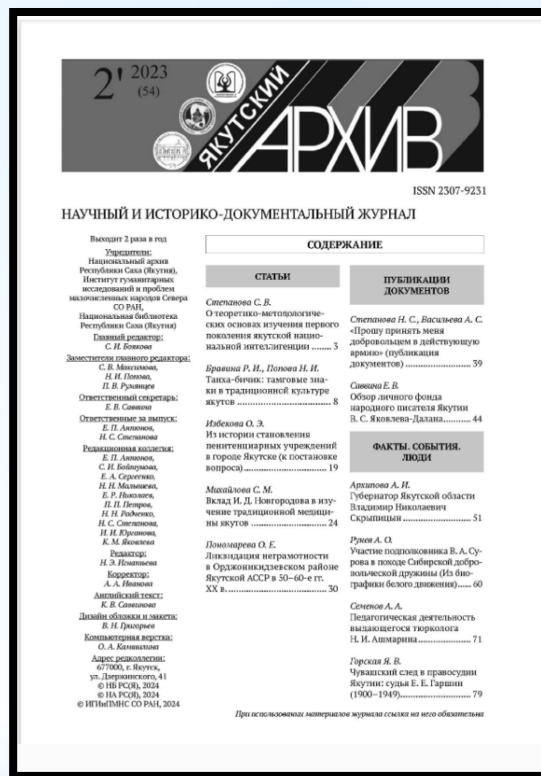 2' 2023
(54)
ЯКУТСКИЙ
АРХИВ
ISSN 2307-9231
НАУЧНЫЙ И ИСТОРИКО-ДОКУМЕНТАЛЬНЫЙ ЖУРНАЛ
Выходит 2 раза в год
Учредители:
Национальный архив
Республики Саха (Якутия),
Институт гуманитарных
исследований и проблем
малочисленных народов Севера
СО РАН,
Национальная библиотека
Республики Саха (Якутия)
Главный редактор:
С. И. Боякова
Заместители главного редактора:
С. В. Максимова,
Н. И. Попова,
П. В. Румянцев
Ответственный секретарь:
Е. В. Саввина
Ответственные за выпуск:
Е. П. Антонов,
Н. С. Степанова
Редакционная коллегия:
Е. П. Антонов,
С. И. Бойтунова,
Е. А. Сергеенко,
Н. Н. Малышева,
Е. Р. Николаев,
П. П. Петров,
Н. Н. Радченко,
Н. С. Степанова,
И. И. Юрганова,
К. М. Яковлева
Редактор:
Н. Э. Игнатьева
Корректор:
А. А. Иванова
Английский текст:
К. В. Саввинова
Дизайн обложки и макета:
В. Н. Григорьев
Компьютерная верстка:
О. А.
Адрес редколлегии:
677000, г. Якутск,
ул. Дзержинского, 41
© НБ РС(Я), 2024
© НА РС(Я), 2024
© ИГИиПМНС СО РАН, 2024
СОДЕРЖАНИЕ
СТАТЬИ
Степанова С. В.
О теоретико-методологиче-
ских основах изучения первого
поколения якутской нацио-
нальной интеллигенции ........ 3
Бравина Р. И., Попова Н. И.
Таҥха-бичик: тамговые зна-
ки в традиционной культуре
якутов ........ 8
Избекова О. Э.
Из истории становления
пенитенциарных учреждений
в городе Якутске (к постановке
вопроса) ........ 19
Михайлова С. М.
Вклад И. Д. Новгородова в изу-
чение традиционной медици-
ны якутов ........ 24
Пономарева О. Е.
Ликвидация неграмотности
в Орджоникидзевском районе
Якутской АССР в 50–60-е гг.
XX в. ........ 30
ПУБЛИКАЦИИ
ДОКУМЕНТОВ
Степанова Н. С., Васильева А. С.
«Прошу принять меня
добровольцем в действующую
армию» (публикация
документов) ........ 39
Саввина Е. В.
Обзор личного фонда
народного писателя Якутии
В. С. Яковлева-Далана........ 44
ФАКТЫ. СОБЫТИЯ.
ЛЮДИ
Архипова А. И.
Губернатор Якутской области
Владимир Николаевич
Скрыпицын ........ 51
Рунев А. О.
Участие подполковника В. А. Су-
рова в походе Сибирской добро-
вольческой дружины (Из био-
графики белого движения)..... 60
Семенов А. А.
Педагогическая деятельность
выдающегося тюрколога
Н. И. Ашмарина........ 71
Горская Я. В.
Чувашский след в правосудии
Якутии: судья Е. Е. Гаршин
(1900–1949)........ 79
При использовании материалов журнала ссылка на него обязательна